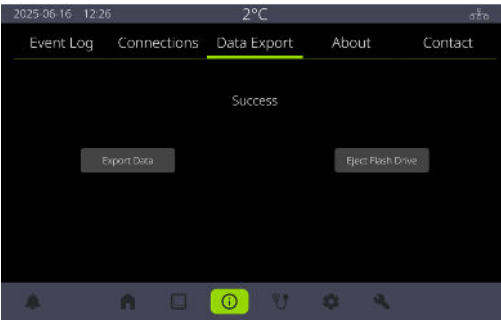 2025-06-16 12:26 2°C
Event Log Connections Data Export About Contact
Success
Export Data Eject Flash Drive